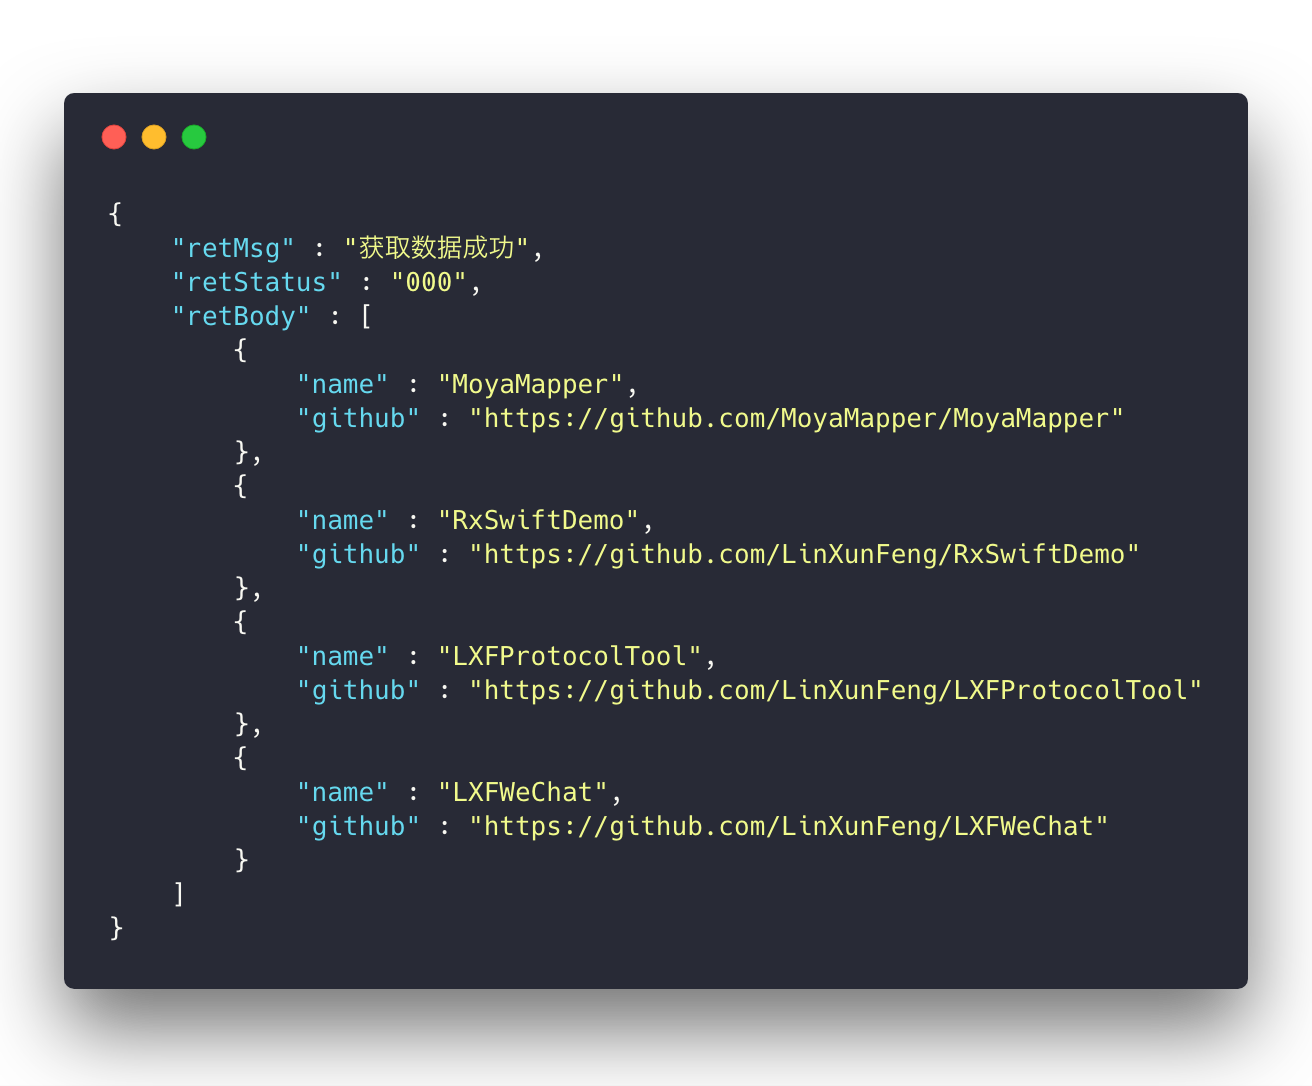 {
    "retMsg" : "获取数据成功",
    "retStatus" : "000",
    "retBody" : [
        {
            "name" : "MoyaMapper",
            "github" : "https://github.com/MoyaMapper/MoyaMapper"
        },
        {
            "name" : "RxSwiftDemo",
            "github" : "https://github.com/LinXunFeng/RxSwiftDemo"
        },
        {
            "name" : "LXFProtocolTool",
            "github" : "https://github.com/LinXunFeng/LXFProtocolTool"
        },
        {
            "name" : "LXFWeChat",
            "github" : "https://github.com/LinXunFeng/LXFWeChat"
        }
    ]
}